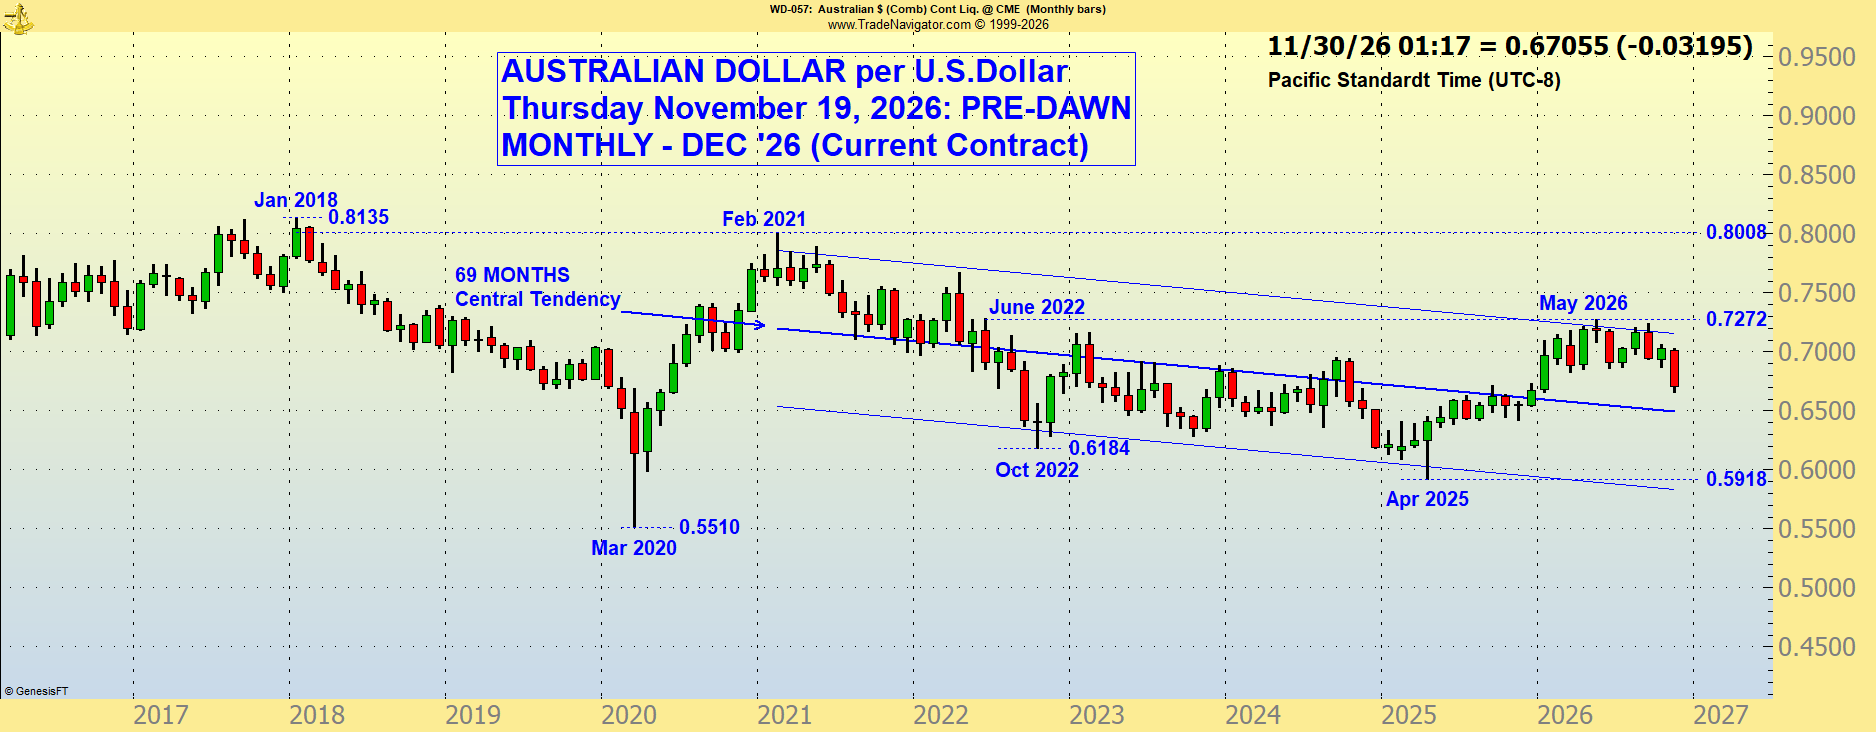 WD-057: Australian $ (Comb) Cont Liq. @ CME (Monthly bars)
www.TradeNavigator.com © 1999-2026
11/30/26 01:17 = 0.67055 (-0.03195)
Pacific Standardt Time (UTC-8)
AUSTRALIAN DOLLAR per U.S.Dollar
Thursday November 19, 2026: PRE-DAWN
MONTHLY - DEC '26 (Current Contract)
0.9500
0.9000
0.8500
Jan 2018
0.8135
Feb 2021
0.8008
0.8000
69 MONTHS
Central Tendency
June 2022
May 2026
0.7500
0.7272
0.7000
0.6500
0.6184
Oct 2022
0.6000
0.5918
Apr 2025
0.5510
Mar 2020
0.5500
0.5000
0.4500
© GenesisFT
2017 2018 2019 2020 2021 2022 2023 2024 2025 2026 2027